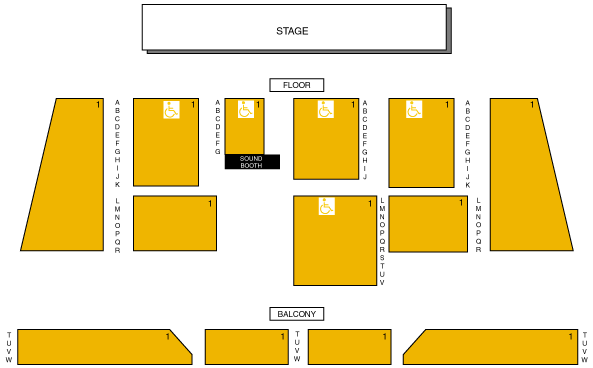 STAGE
FLOOR
1 1 1 1 1 1
A A A A
B B B B
C C C C
D D D D
E E E E
F F F F
G G G G
H H H
I I I
J J J
K K
SOUND
BOOTH
1 1 1
L L L
M M M
N N N
O O O
P P P
Q Q Q
R R R
S
T
U
V
BALCONY
1 1 1 1
T T T
U U U
V V V
W W W